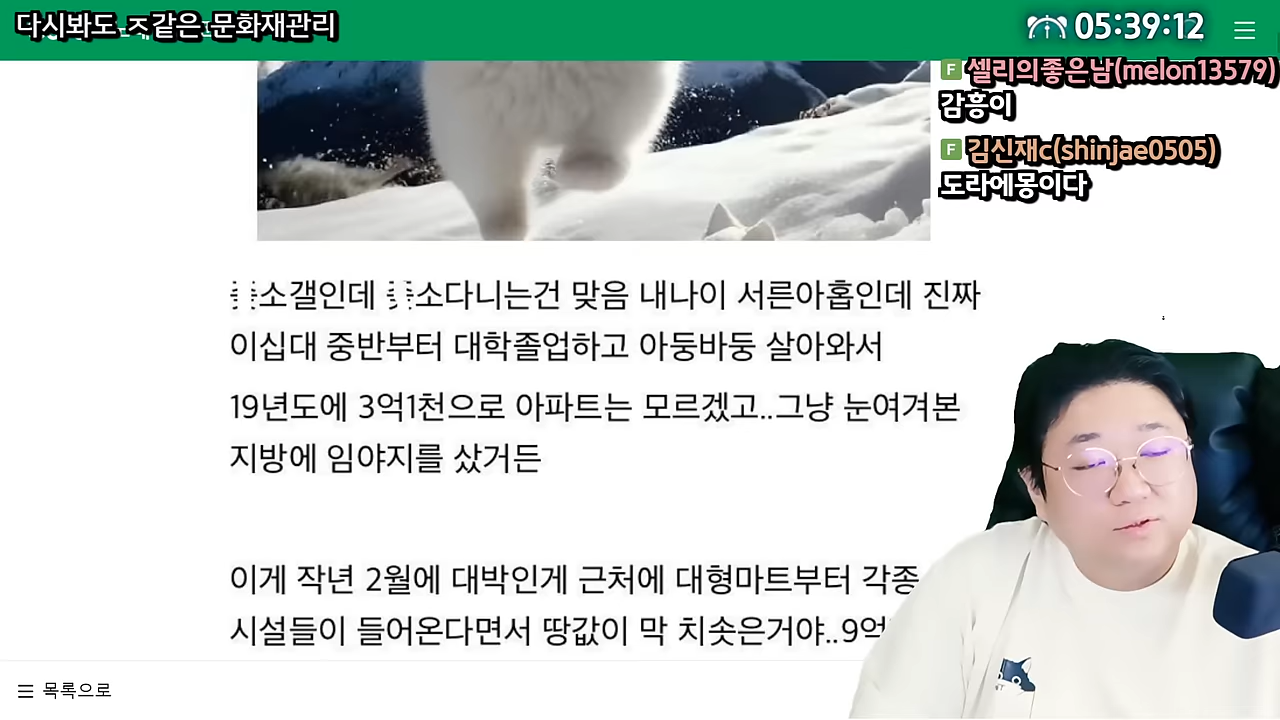 다시봐도 ㅈ같은 문화재관리
05:39:12
F 셀리의좋은남(melon13579)
감흥이
F 김신재c(shinjae0505)
도라에몽이다
소갤인데 소다니는건 맞음 내나이 서른아홉인데 진짜
이십대 중반부터 대학졸업하고 아둥바둥 살아와서
19년도에 3억1천으로 아파트는 모르겠고..그냥 눈여겨본
지방에 임야지를 샀거든
이게 작년 2월에 대박인게 근처에 대형마트부터 각종
시설들이 들어온다면서 땅값이 막 치솟은거야..9억
목록으로